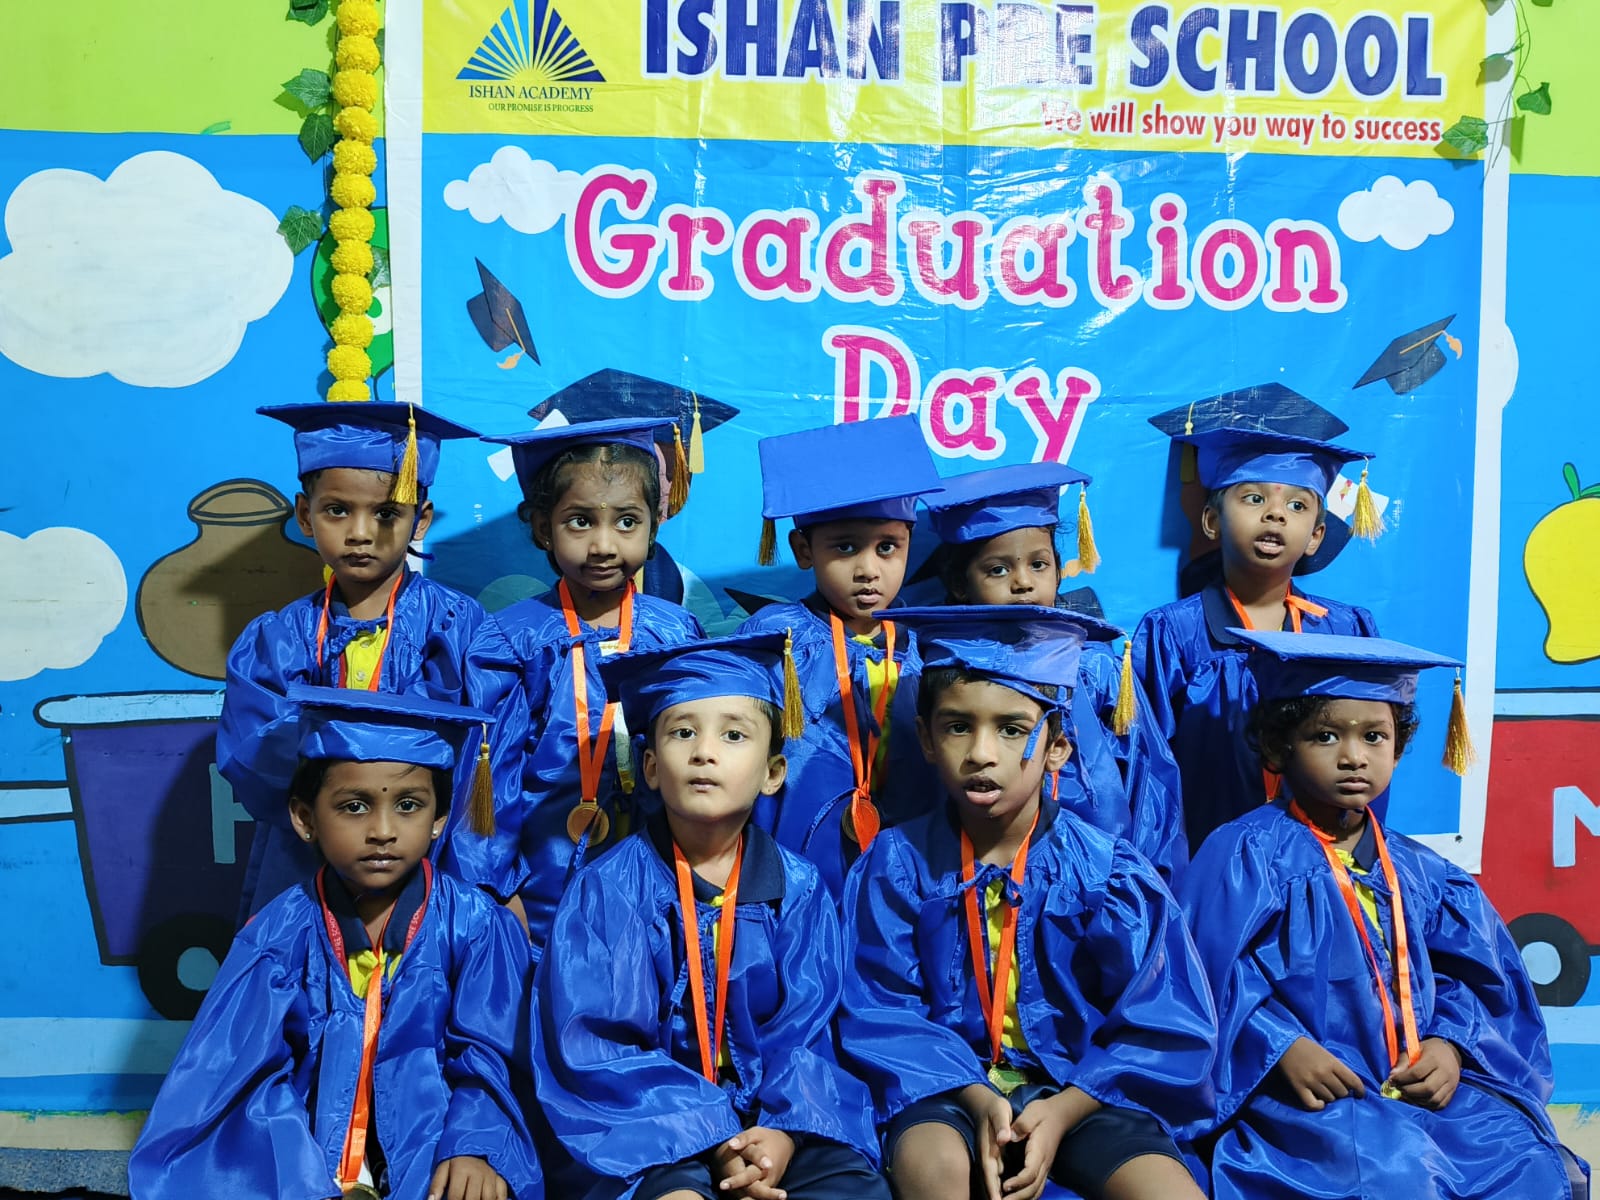 ISHAN PRE SCHOOL
ISHAN ACADEMY
OUR PROMISE IS PROGRESS
We will show you way to success
Graduation
Day
M